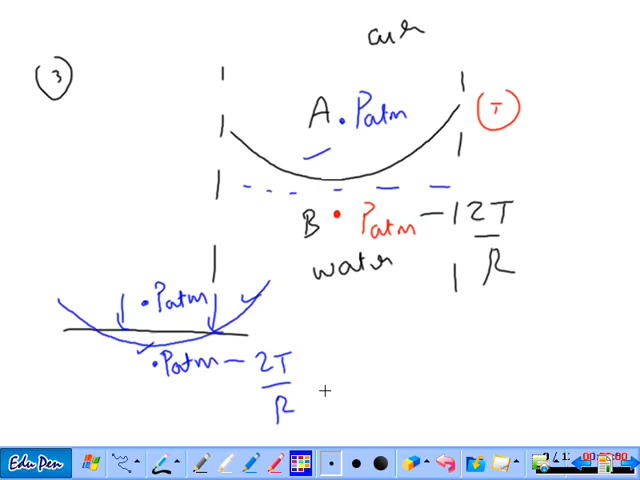 air
3
A . Patm
T
B . Patm - 2T/R
water
. Patm
. Patm - 2T/R
+
Edu Pen